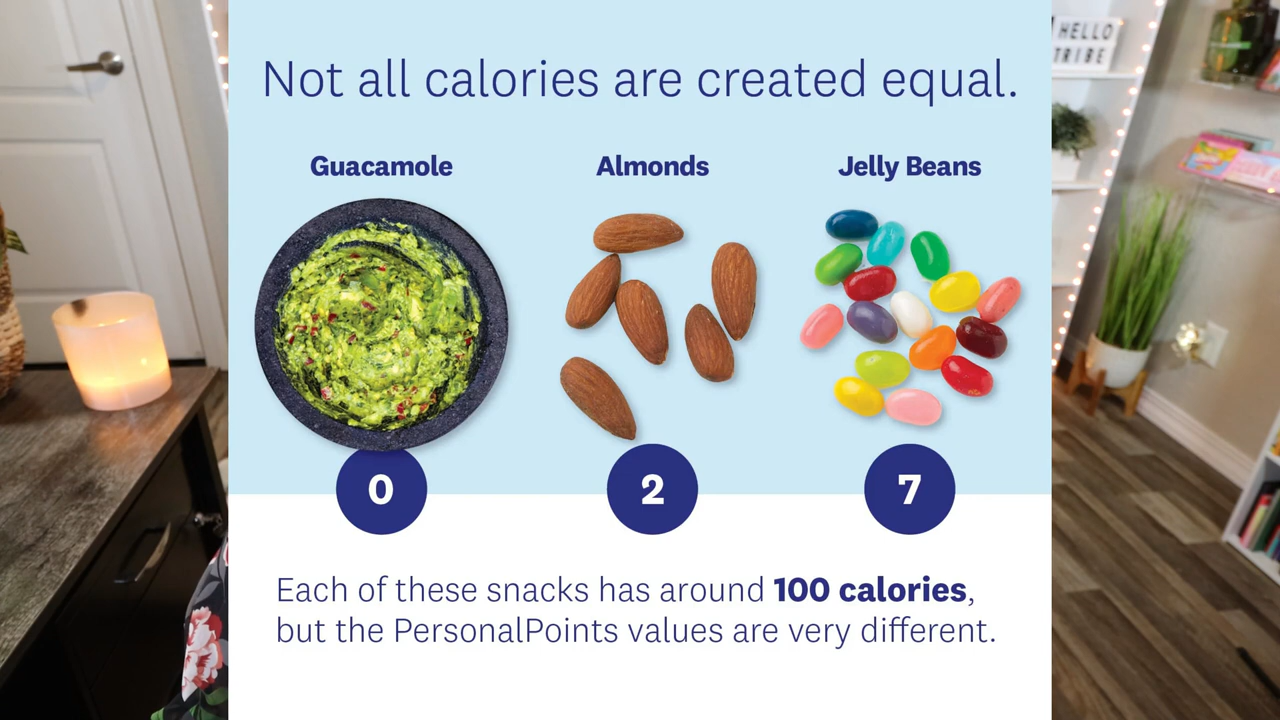 Not all calories are created equal.
Guacamole
Almonds
Jelly Beans
0
2
7
Each of these snacks has around 100 calories,
but the PersonalPoints values are very different.
HELLO
TRIBE